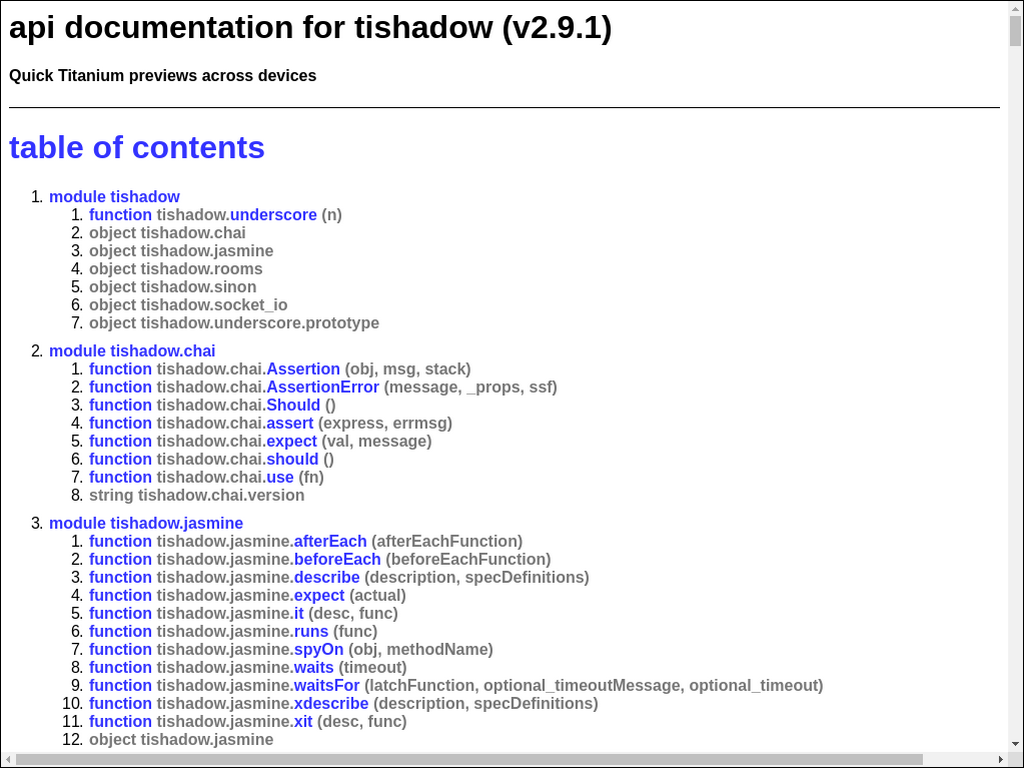 api documentation for tishadow (v2.9.1)
Quick Titanium previews across devices
table of contents
1. module tishadow
1. function tishadow.underscore (n)
2. object tishadow.chai
3. object tishadow.jasmine
4. object tishadow.rooms
5. object tishadow.sinon
6. object tishadow.socket_io
7. object tishadow.underscore.prototype
2. module tishadow.chai
1. function tishadow.chai.Assertion (obj, msg, stack)
2. function tishadow.chai.AssertionError (message, _props, ssf)
3. function tishadow.chai.Should ()
4. function tishadow.chai.assert (express, errmsg)
5. function tishadow.chai.expect (val, message)
6. function tishadow.chai.should ()
7. function tishadow.chai.use (fn)
8. string tishadow.chai.version
3. module tishadow.jasmine
1. function tishadow.jasmine.afterEach (afterEachFunction)
2. function tishadow.jasmine.beforeEach (beforeEachFunction)
3. function tishadow.jasmine.describe (description, specDefinitions)
4. function tishadow.jasmine.expect (actual)
5. function tishadow.jasmine.it (desc, func)
6. function tishadow.jasmine.runs (func)
7. function tishadow.jasmine.spyOn (obj, methodName)
8. function tishadow.jasmine.waits (timeout)
9. function tishadow.jasmine.waitsFor (latchFunction, optional_timeoutMessage, optional_timeout)
10. function tishadow.jasmine.xdescribe (description, specDefinitions)
11. function tishadow.jasmine.xit (desc, func)
12. object tishadow.jasmine